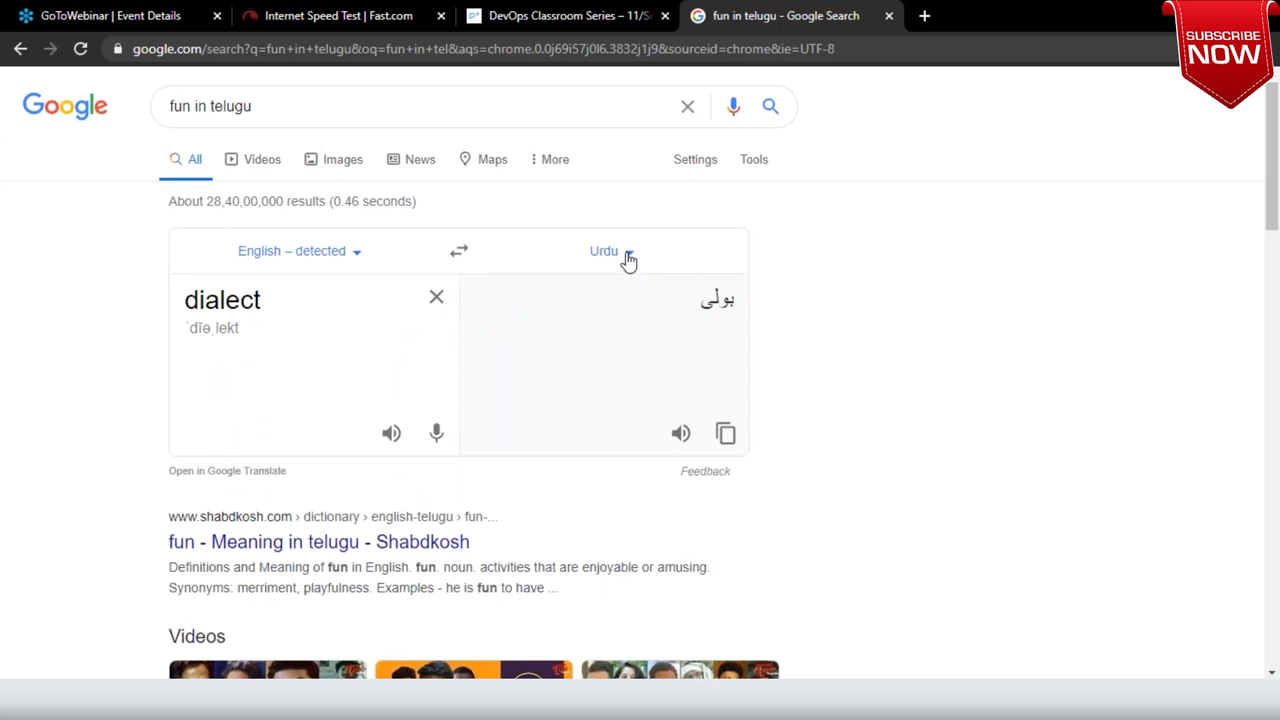 GoToWebinar | Event Details
Internet Speed Test | Fast.com
DevOps Classroom Series – 11/S
fun in telugu - Google Search
SUBSCRIBE
NOW
google.com/search?q=fun+in+telugu&oq=fun+in+tel&aqs=chrome.0.0j69i57j0l6.3832j1j9&sourceid=chrome&ie=UTF-8
Google
fun in telugu
All
Videos
Images
News
Maps
More
Settings
Tools
About 28,40,00,000 results (0.46 seconds)
English – detected
Urdu
dialect
بولی
ˈdīəˌlekt
Open in Google Translate
Feedback
www.shabdkosh.com › dictionary › english-telugu › fun-...
fun - Meaning in telugu - Shabdkosh
Definitions and Meaning of fun in English. fun. noun. activities that are enjoyable or amusing.
Synonyms: merriment, playfulness. Examples - he is fun to have ...
Videos